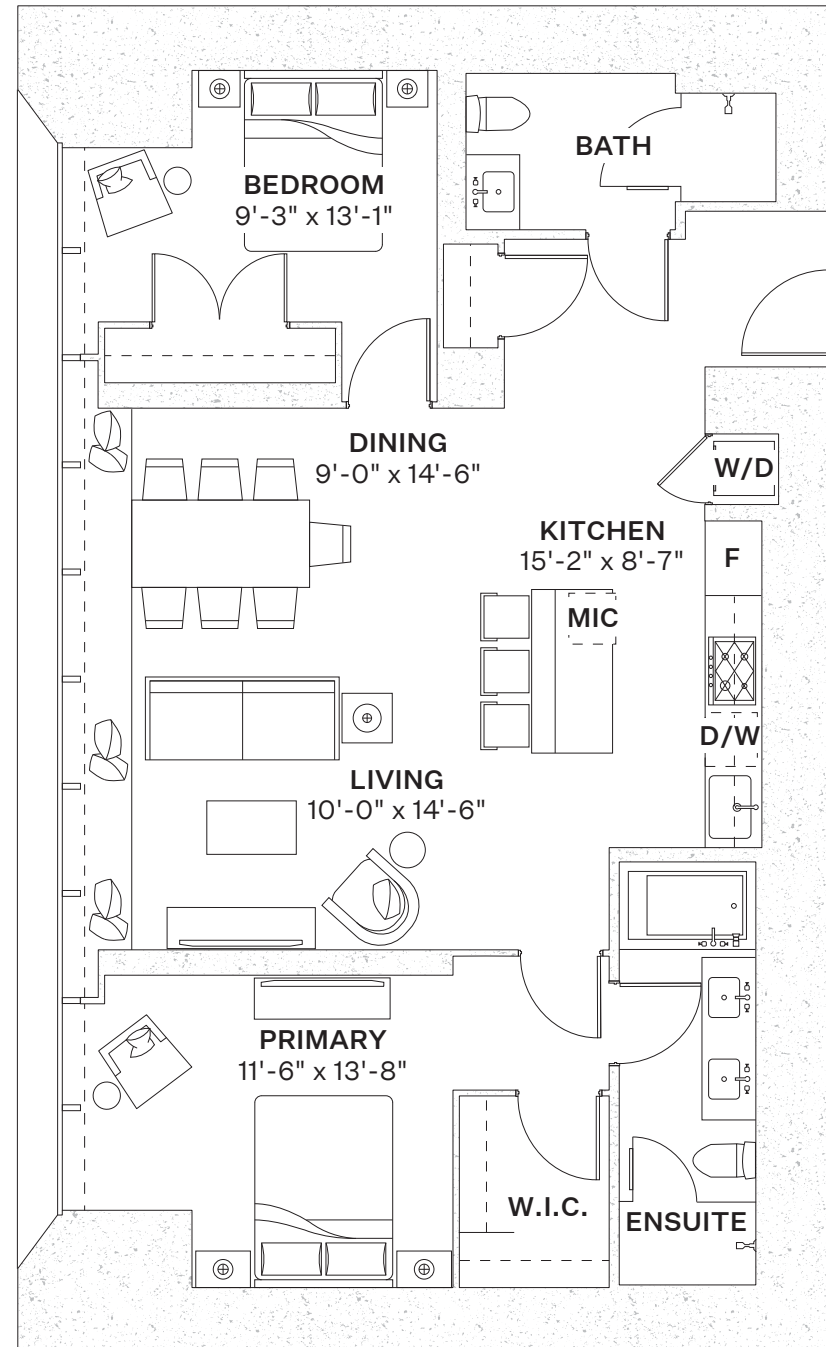 BATH
BEDROOM
9'-3" x 13'-1"
DINING
9'-0" x 14'-6"
W/D
KITCHEN
15'-2" x 8'-7"
F
MIC
D/W
LIVING
10'-0" x 14'-6"
PRIMARY
11'-6" x 13'-8"
W.I.C.
ENSUITE